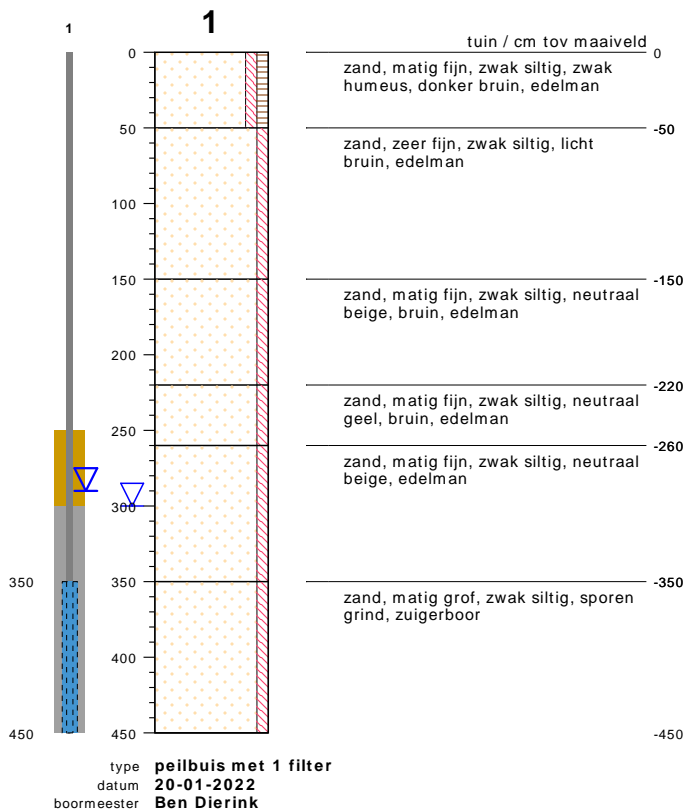 1
1
tuin / cm tov maaiveld
0
0
zand, matig fijn, zwak siltig, zwak
humeus, donker bruin, edelman
50
-50
zand, zeer fijn, zwak siltig, licht
bruin, edelman
100
150
-150
zand, matig fijn, zwak siltig, neutraal
beige, bruin, edelman
200
-220
zand, matig fijn, zwak siltig, neutraal
geel, bruin, edelman
250
-260
zand, matig fijn, zwak siltig, neutraal
beige, edelman
300
350
350
-350
zand, matig grof, zwak siltig, sporen
grind, zuigerboor
400
450
450
-450
type peilbuis met 1 filter
datum 20-01-2022
boormeester Ben Dierink